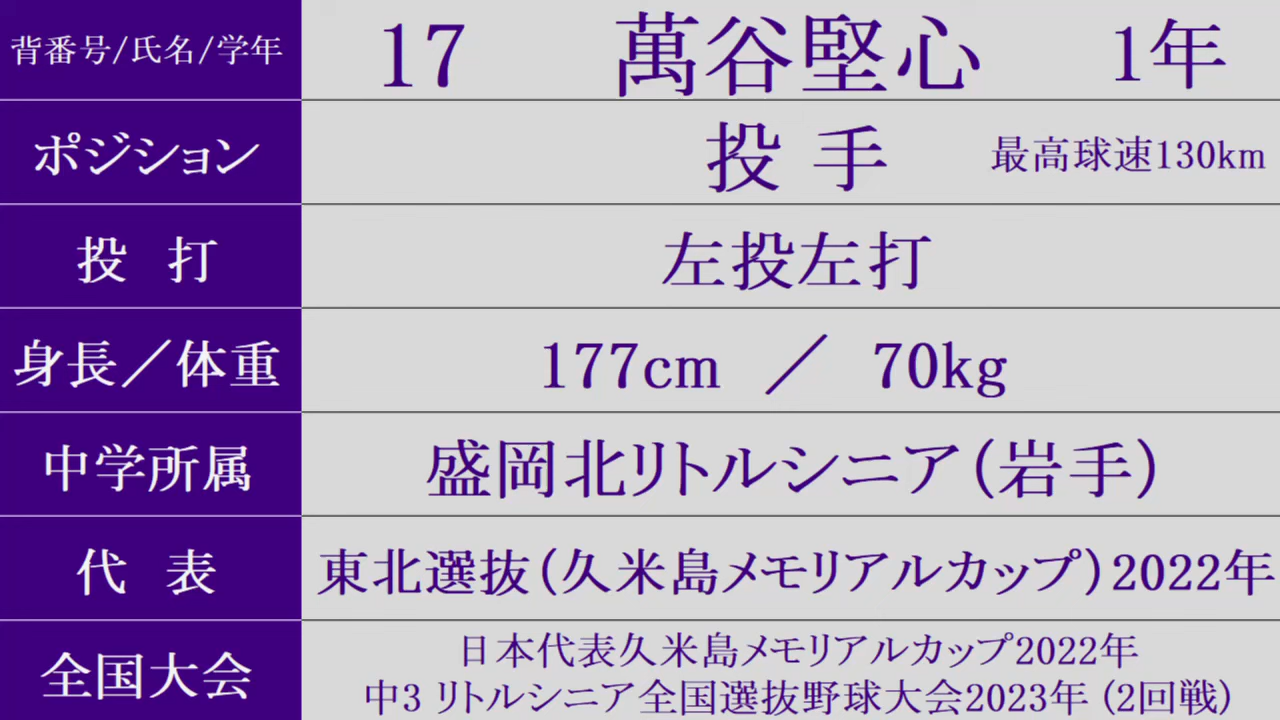 背番号/氏名/学年 17 萬谷堅心 1年
ポジション 投手 最高球速130km
投打 左投左打
身長／体重 177cm ／ 70kg
中学所属 盛岡北リトルシニア(岩手)
代表 東北選抜(久米島メモリアルカップ)2022年
全国大会 日本代表久米島メモリアルカップ2022年
中3 リトルシニア全国選抜野球大会2023年 (2回戦)